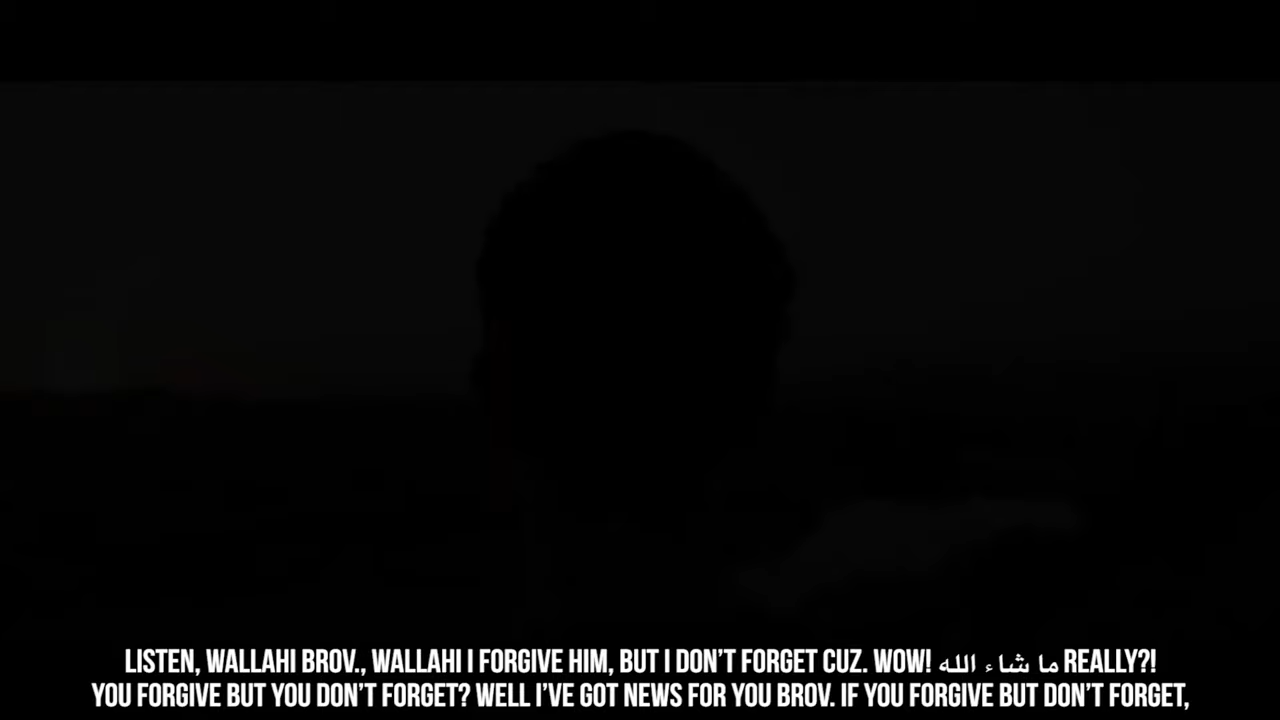 LISTEN, WALLAHI BROV., WALLAHI I FORGIVE HIM, BUT I DON'T FORGET CUZ. WOW! ما شاء الله REALLY?!
YOU FORGIVE BUT YOU DON'T FORGET? WELL I'VE GOT NEWS FOR YOU BROV. IF YOU FORGIVE BUT DON'T FORGET,